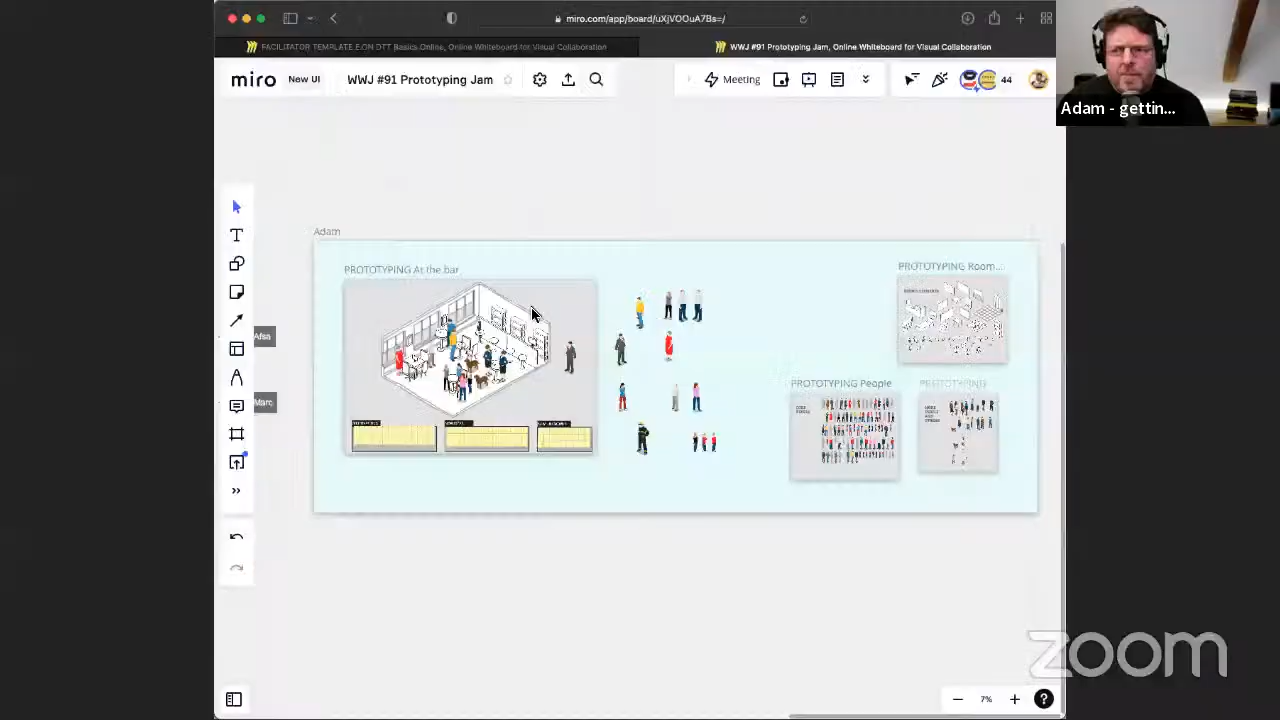 miro.com/app/board/uXjVOOuA7Bs=/
FACILITATOR TEMPLATE E.ON DTT Basics Online, Online Whiteboard for Visual Collaboration
WWJ #91 Prototyping Jam, Online Whiteboard for Visual Collaboration
miro
New UI
WWJ #91 Prototyping Jam
Meeting
44
Adam - gettin...
Adam
PROTOTYPING At the bar
PROTOTYPING Room...
Afsa
PROTOTYPING People
PROTOTYPING
Marc
zoom
7%